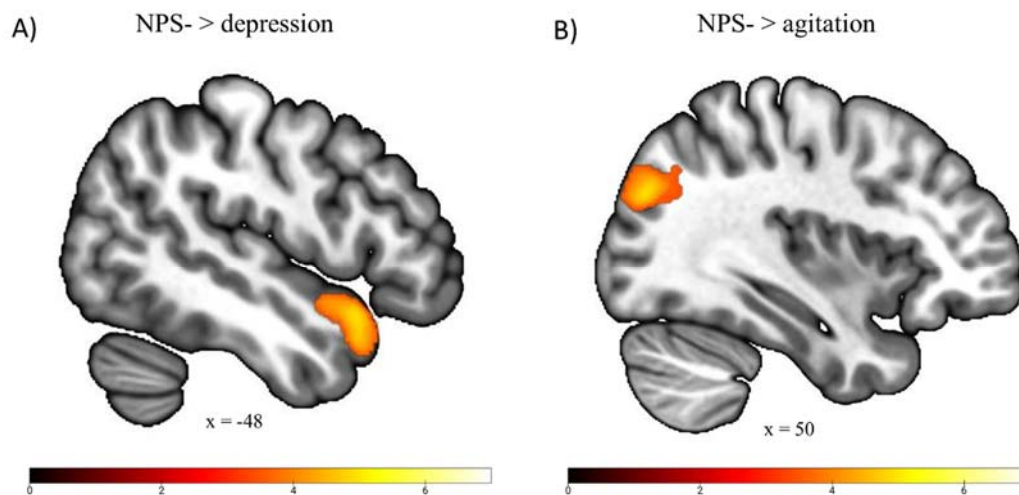 A)
NPS- > depression
B)
NPS- > agitation
x = -48
x = 50
0 2 4 6
0 2 4 6